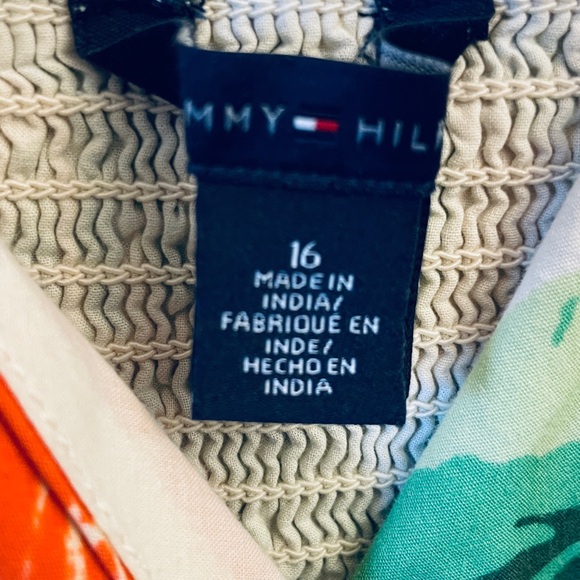 MMY HIL
16
MADE IN
INDIA/
FABRIQUÉ EN
INDE/
HECHO EN
INDIA